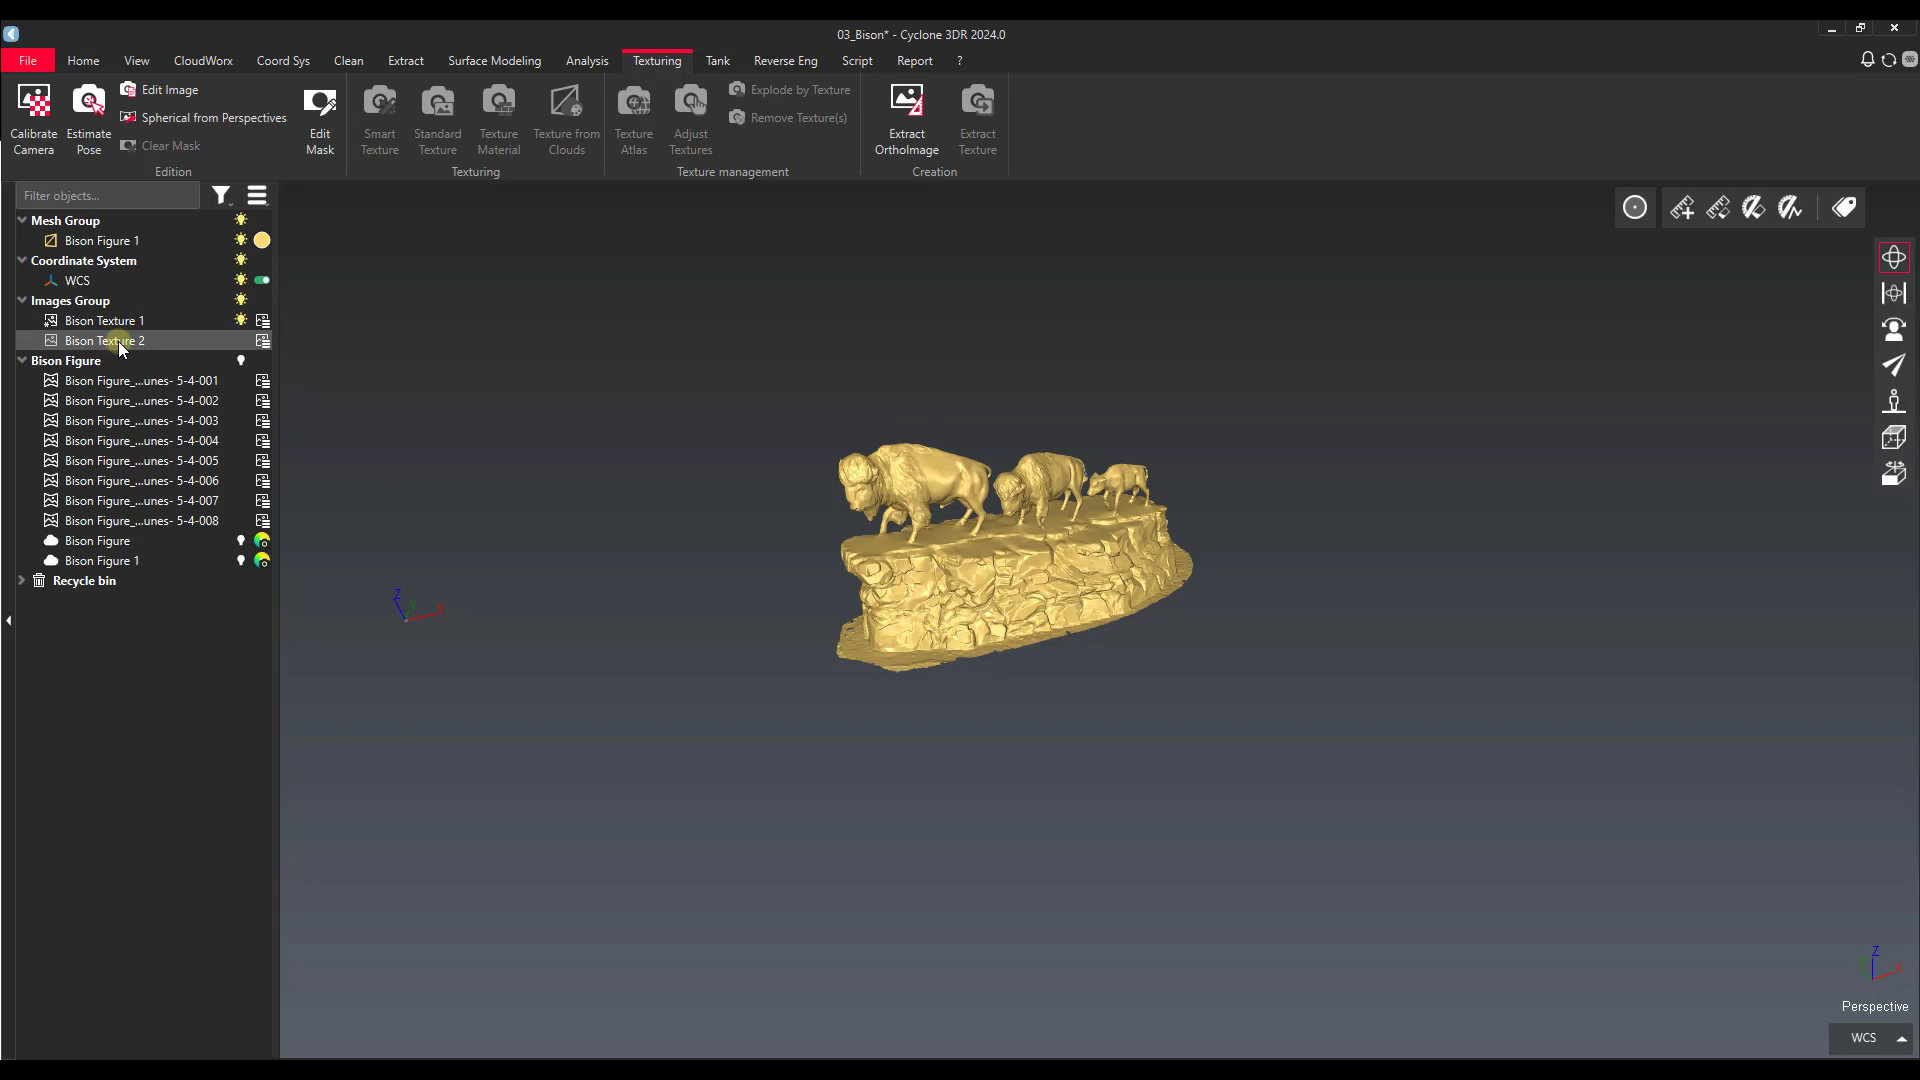 03_Bison* - Cyclone 3DR 2024.0
File Home View CloudWorx Coord Sys Clean Extract Surface Modeling Analysis Texturing Tank Reverse Eng Script Report ?
Calibrate Camera
Estimate Pose
Edit Image
Spherical from Perspectives
Clear Mask
Edit Mask
Edition
Smart Texture
Standard Texture
Texture Material
Texture from Clouds
Texturing
Texture Atlas
Adjust Textures
Explode by Texture
Remove Texture(s)
Texture management
Extract OrthoImage
Extract Texture
Creation
Filter objects...
Mesh Group
Bison Figure 1
Coordinate System
WCS
Images Group
Bison Texture 1
Bison Texture 2
Bison Figure
Bison Figure_...unes- 5-4-001
Bison Figure_...unes- 5-4-002
Bison Figure_...unes- 5-4-003
Bison Figure_...unes- 5-4-004
Bison Figure_...unes- 5-4-005
Bison Figure_...unes- 5-4-006
Bison Figure_...unes- 5-4-007
Bison Figure_...unes- 5-4-008
Bison Figure
Bison Figure 1
Recycle bin
Z
Y
X
Z
X
Perspective
WCS